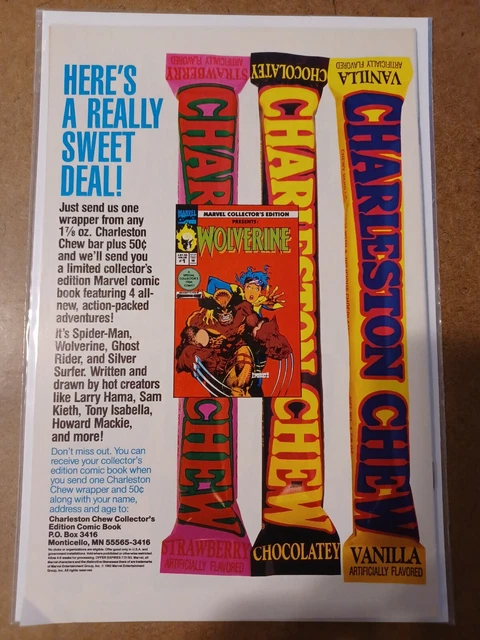 HERE'S
A REALLY
SWEET
DEAL!
Just send us one
wrapper from any
1⅞ oz. Charleston
Chew bar plus 50¢
and we'll send you
a limited collector's
edition Marvel comic
book featuring 4 all-
new, action-packed
adventures!
It's Spider-Man,
Wolverine, Ghost
Rider, and Silver
Surfer. Written and
drawn by hot creators
like Larry Hama, Sam
Kieth, Tony Isabella,
Howard Mackie,
and more!
Don't miss out. You can
receive your collector's
edition comic book when
you send one Charleston
Chew wrapper and 50¢
along with your name,
address and age to:
Charleston Chew Collector's
Edition Comic Book
P.O. Box 3416
Monticello, MN 55565-3416
STRAWBERRY
ARTIFICIALLY FLAVORED
CHAR
CHEW
STRAWBERRY
ARTIFICIALLY FLAVORED
CHOCOLATEY
CHARLESTON CHEW
CHOCOLATEY
VANILLA
ARTIFICIALLY FLAVORED
CHARLESTON CHEW
VANILLA
ARTIFICIALLY FLAVORED
MARVEL COLLECTOR'S EDITION
PRESENTS:
WOLVERINE
MARVEL
#1